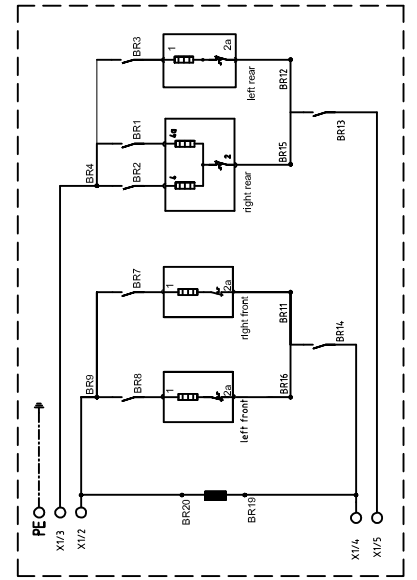 BR3
1
2a
left rear
BR12
BR1
4a
BR13
BR4
BR2
4
2
BR15
right rear
BR7
1
2a
right front
BR11
BR14
BR9
BR8
1
2a
left front
BR16
PE
X1/3
X1/2
BR20
BR19
X1/4
X1/5